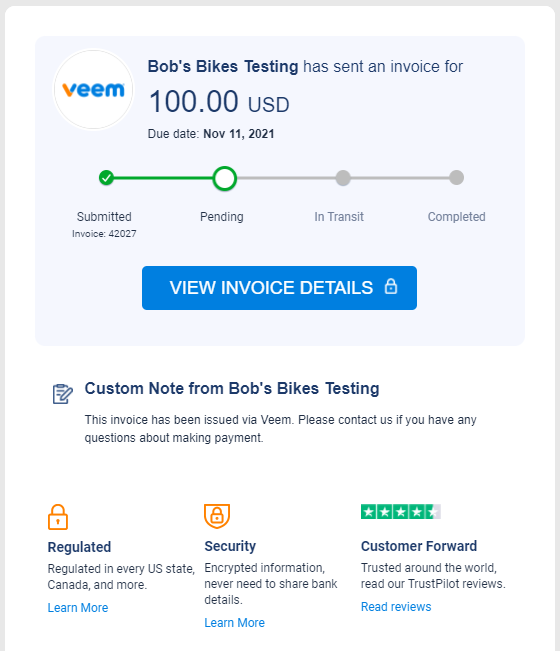 veem
Bob's Bikes Testing has sent an invoice for
100.00 USD
Due date: Nov 11, 2021
Submitted
Invoice: 42027
Pending
In Transit
Completed
VIEW INVOICE DETAILS
Custom Note from Bob's Bikes Testing
This invoice has been issued via Veem. Please contact us if you have any
questions about making payment.
Regulated
Regulated in every US state,
Canada, and more.
Learn More
Security
Encrypted information,
never need to share bank
details.
Learn More
Customer Forward
Trusted around the world,
read our TrustPilot reviews.
Read reviews